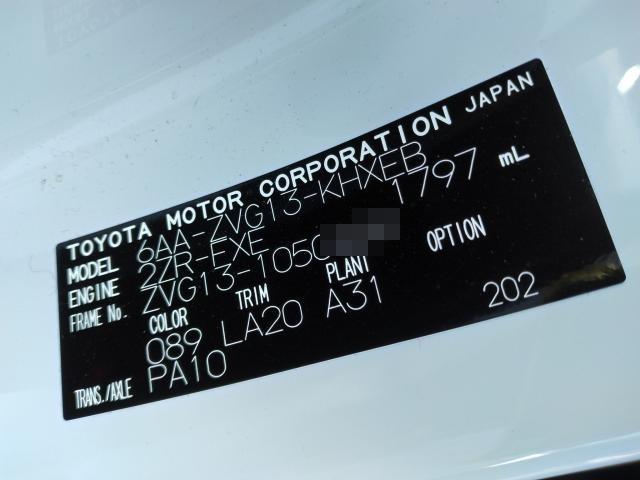 TOYOTA MOTOR CORPORATION JAPAN
MODEL 6AA-ZVG13-KHXEB
ENGINE 2ZR-EXE 1797 mL
FRAME No. ZVG13-1050
COLOR TRIM PLANT OPTION
089 LA20 A31 202
TRANS./AXLE PA10